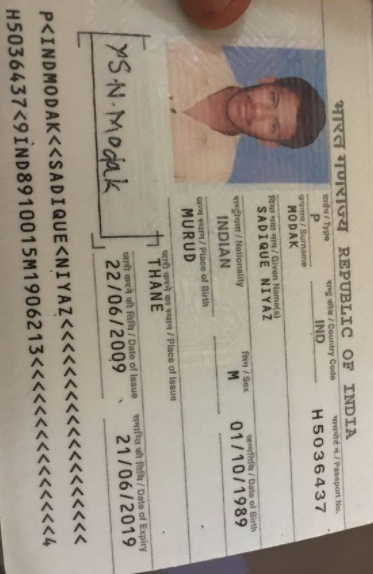 भारत गणराज्य REPUBLIC OF INDIA
टाईप / Type
राष्ट्र कोड / Country Code
पासपोर्ट नं. / Passport No.
P
IND
H5036437
उपनाम / Surname
MODAK
दिया गया नाम / Given Name(s)
SADIQUE NIYAZ
राष्ट्रीयता / Nationality
लिंग / Sex
जन्मतिथि / Date of Birth
INDIAN
M
01/10/1989
जन्म स्थान / Place of Birth
MURUD
जारी करने का स्थान / Place of Issue
THANE
जारी करने की तिथि / Date of Issue
समाप्ति की तिथि / Date of Expiry
22/06/2009
21/06/2019
YS.N.Modak
P<INDMODAK<<SADIQUE<NIYAZ<<<<<<<<<<<<<<<<<<<
H5036437<9IND8910015M1906213<<<<<<<<<<<<<<<4